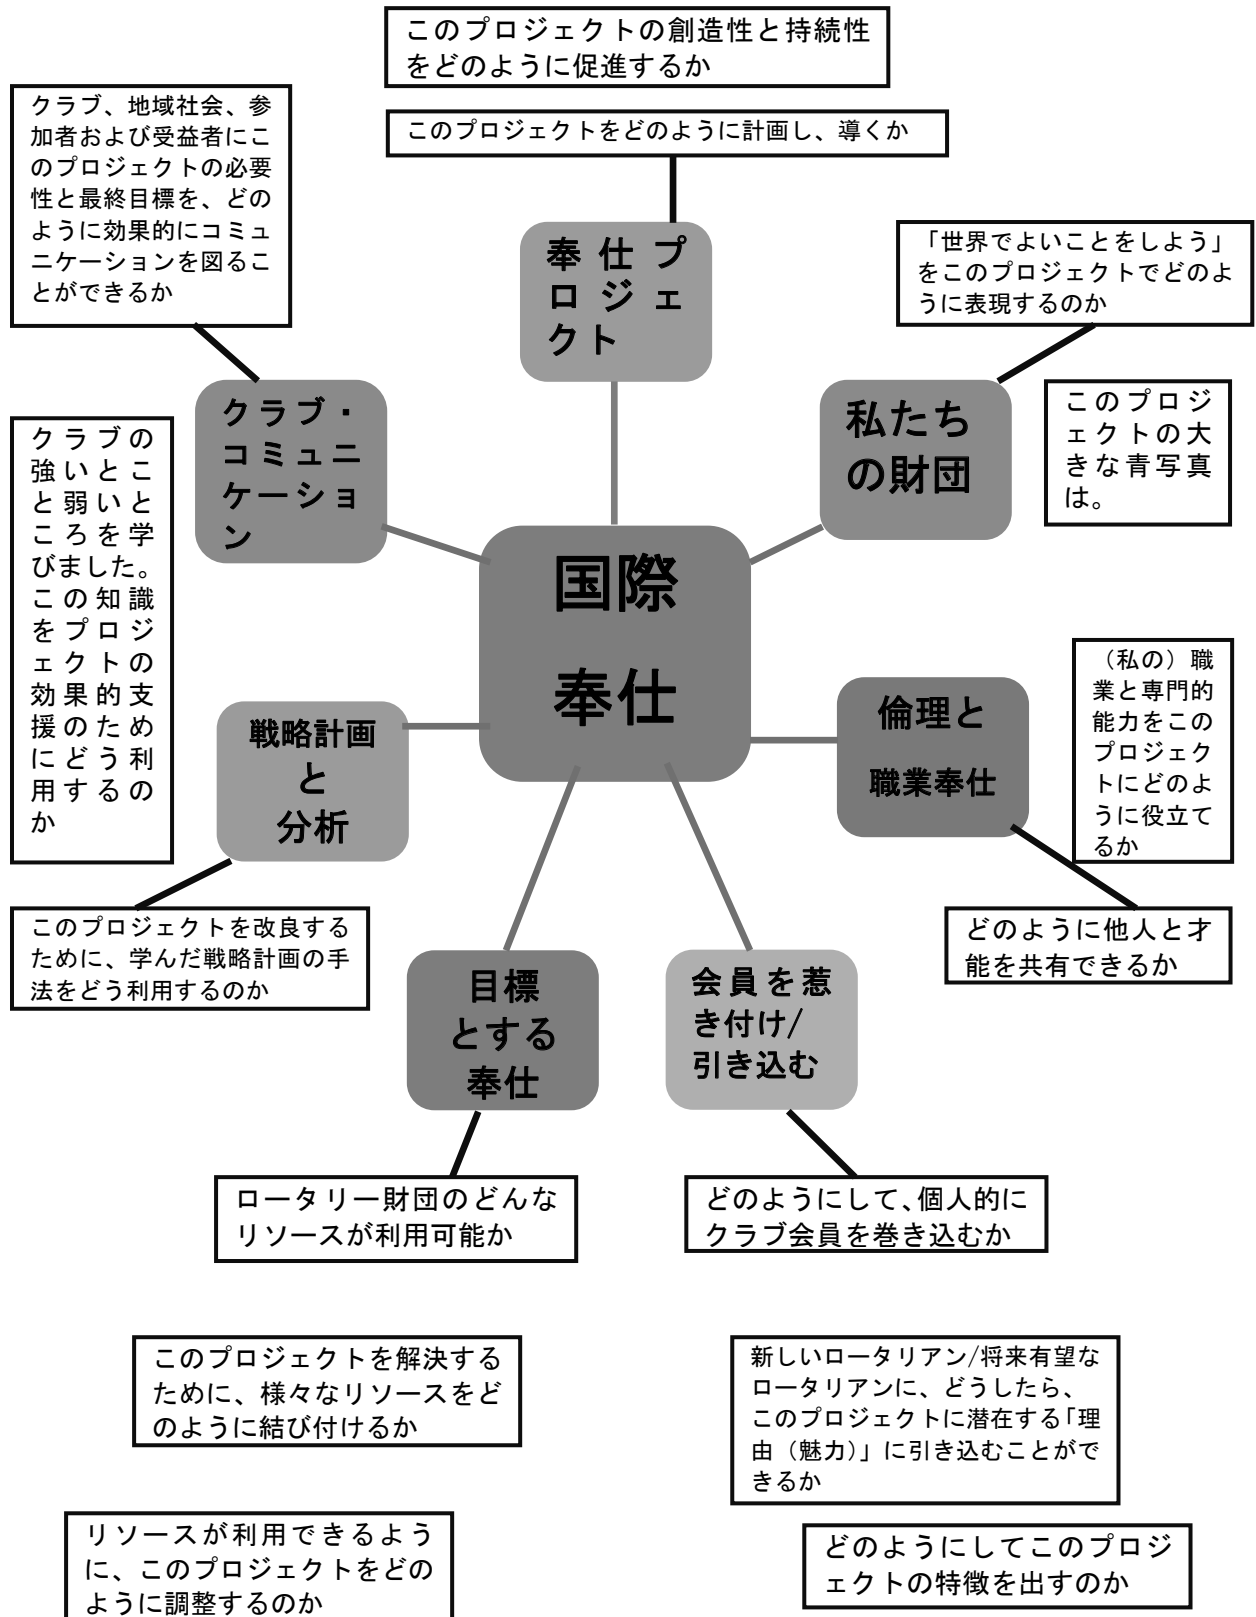 このプロジェクトの創造性と持続性
をどのように促進するか
このプロジェクトをどのように計画し、導くか
クラブ、地域社会、参
加者および受益者にこ
のプロジェクトの必要
性と最終目標を、どの
ように効果的にコミュ
ニケーションを図るこ
とができるか
奉仕プ
ロジェ
クト
「世界でよいことをしよう」
をこのプロジェクトでどのよ
うに表現するのか
クラブ・
コミュニ
ケーショ
ン
私たち
の財団
このプロジ
ェクトの大
きな青写真
は。
クラブの
強いとこ
と弱いと
ころを学
びました。
この知識
をプロジ
ェクトの
効果的支
援のため
にどう利
用するの
か
国際
奉仕
（私の）職
業と専門的
能力をこの
プロジェク
トにどのよ
うに役立て
るか
戦略計画
と
分析
倫理と
職業奉仕
このプロジェクトを改良する
ために、学んだ戦略計画の手
法をどう利用するのか
どのように他人と才
能を共有できるか
目標
とする
奉仕
会員を惹
き付け/
引き込む
ロータリー財団のどんな
リソースが利用可能か
どのようにして、個人的に
クラブ会員を巻き込むか
このプロジェクトを解決する
ために、様々なリソースをど
のように結び付けるか
新しいロータリアン/将来有望な
ロータリアンに、どうしたら、
このプロジェクトに潜在する「理
由（魅力）」に引き込むことがで
きるか
リソースが利用できるよう
に、このプロジェクトをどの
ように調整するのか
どのようにしてこのプロジ
ェクトの特徴を出すのか